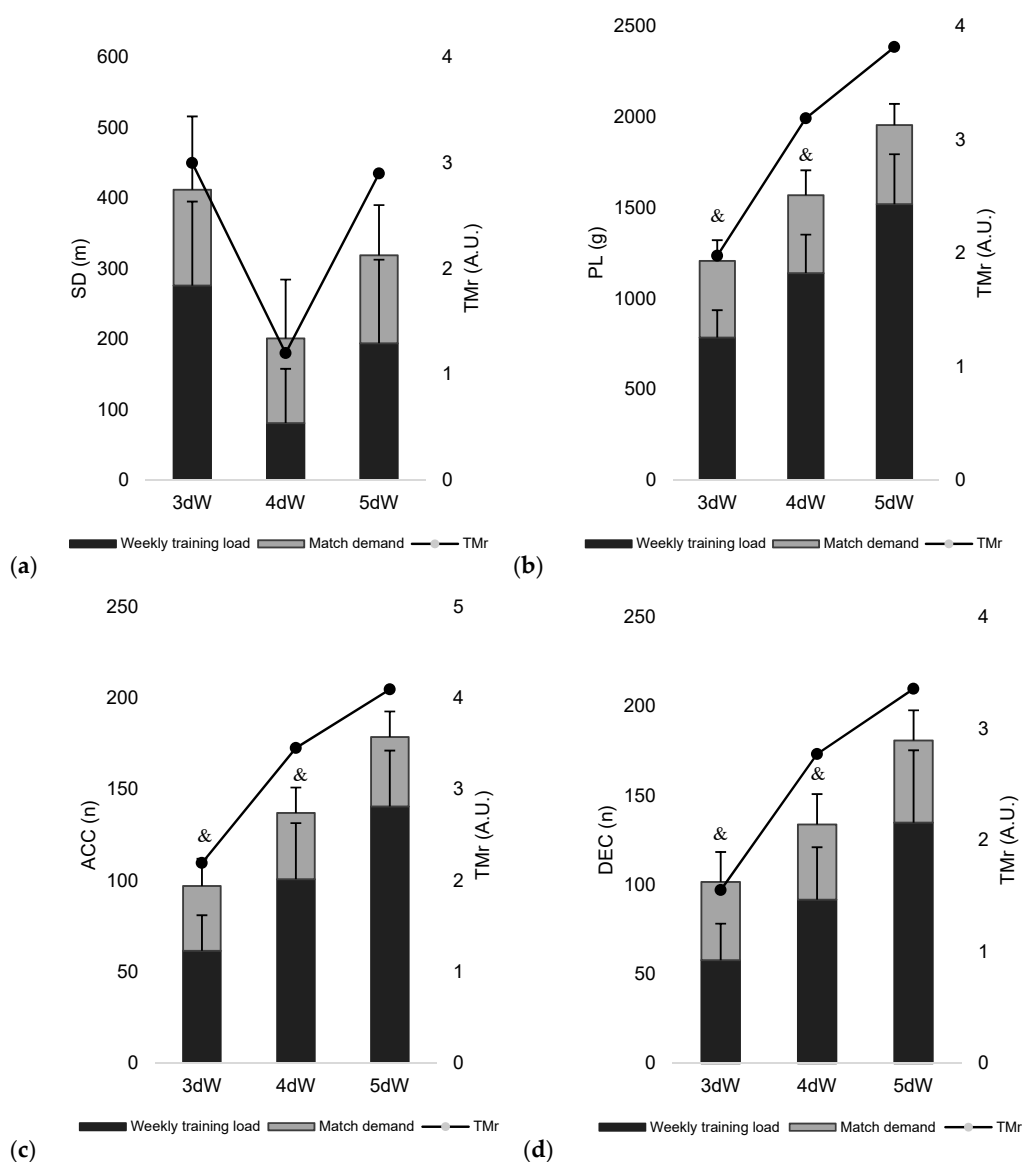 600
500
400
300
200
100
0
SD (m)
4
3
2
1
0
TMr (A.U.)
3dW 4dW 5dW
Weekly training load Match demand TMr
(a)
2500
2000
1500
1000
500
0
PL (g)
4
3
2
1
0
TMr (A.U.)
&
&
3dW 4dW 5dW
Weekly training load Match demand TMr
(b)
250
200
150
100
50
0
ACC (n)
5
4
3
2
1
0
TMr (A.U.)
&
&
3dW 4dW 5dW
Weekly training load Match demand TMr
(c)
250
200
150
100
50
0
DEC (n)
4
3
2
1
0
TMr (A.U.)
&
&
3dW 4dW 5dW
Weekly training load Match demand TMr
(d)